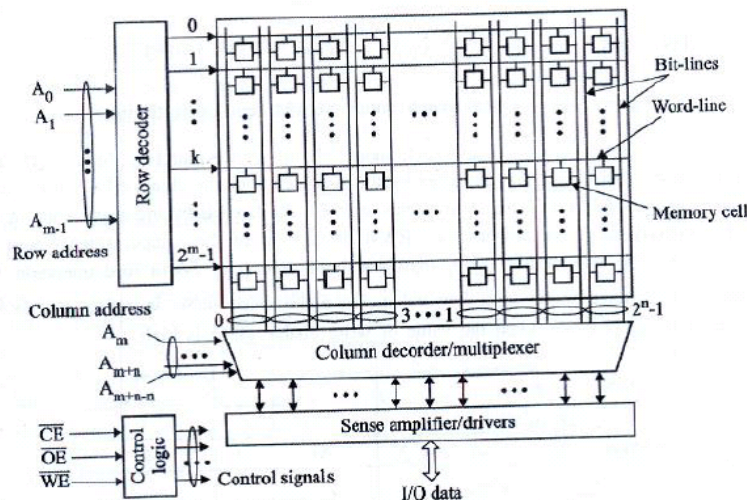 0
1
A0
A1
Row decoder
k
Am-1
Row address
2^m-1
Bit-lines
Word-line
Memory cell
Column address
0 3 1 2^n-1
Am
Am+n
Am+n-n
Column decorder/multiplexer
Sense amplifier/drivers
CE
OE
WE
Control logic
Control signals
I/O data